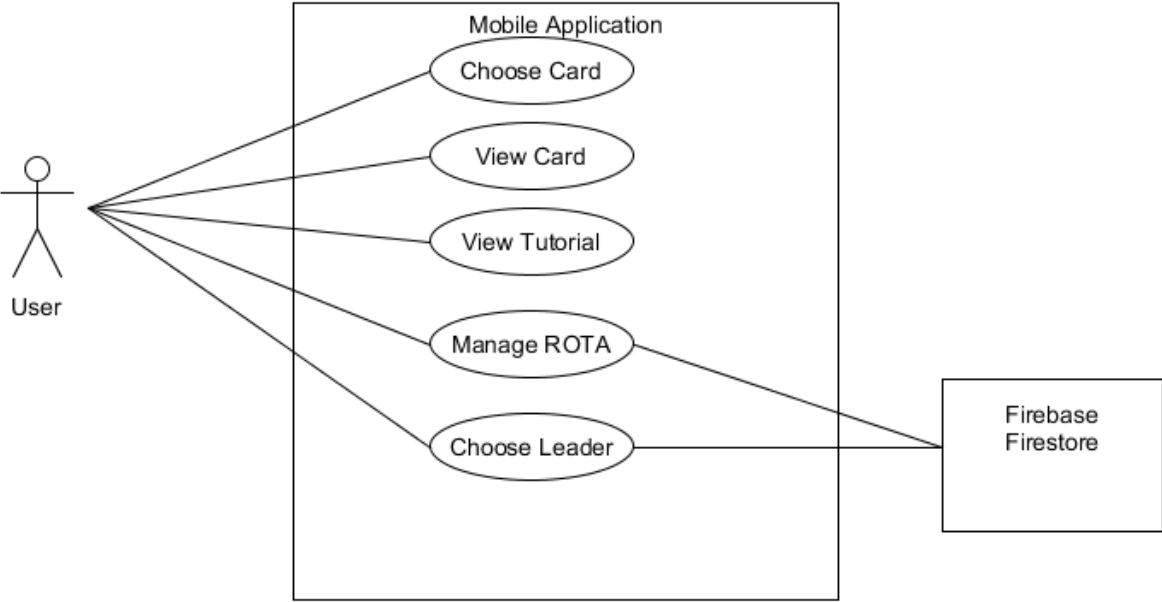 Mobile Application
Choose Card
View Card
View Tutorial
User
Manage ROTA
Choose Leader
Firebase
Firestore